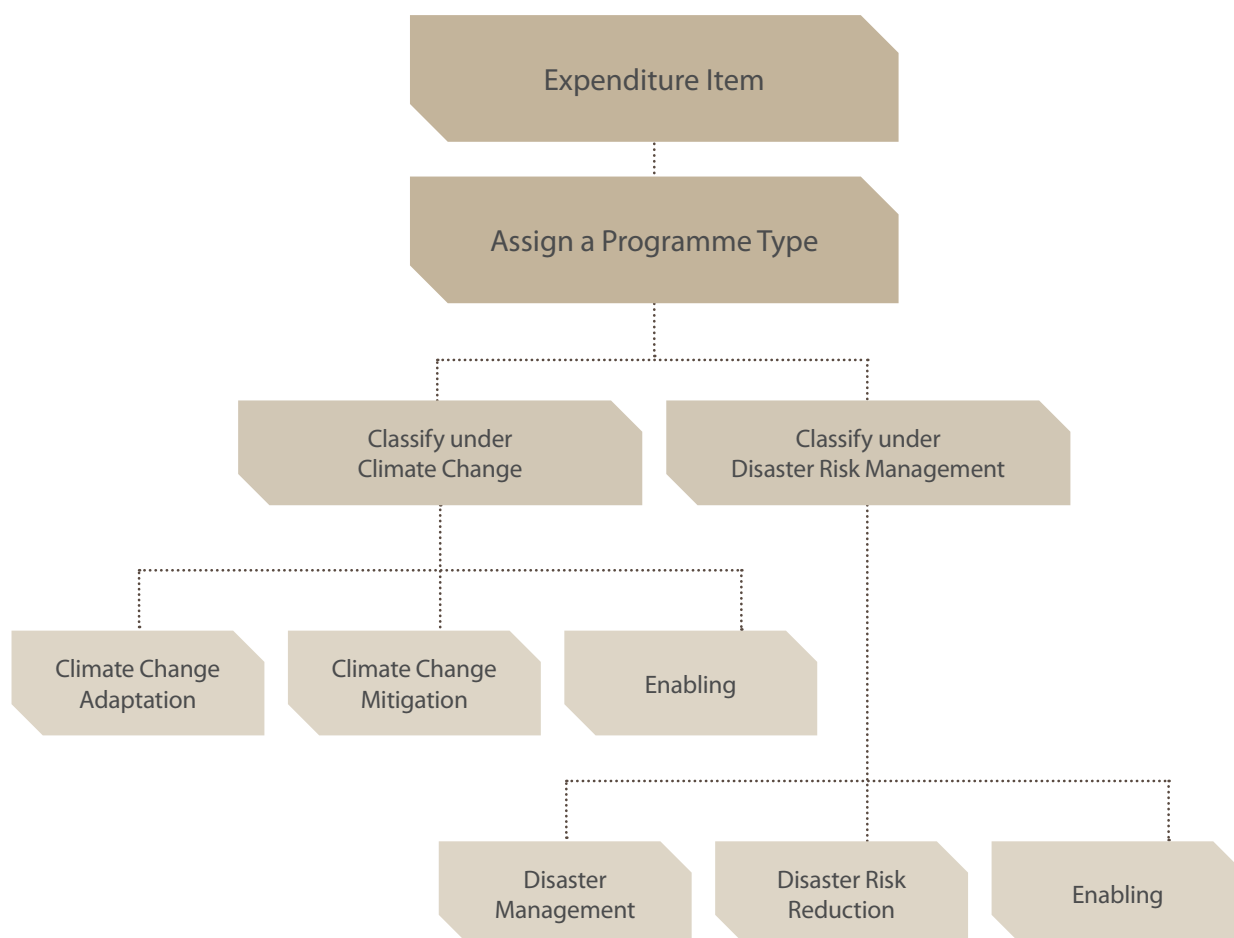 Expenditure Item
Assign a Programme Type
Classify under
Climate Change
Classify under
Disaster Risk Management
Climate Change
Adaptation
Climate Change
Mitigation
Enabling
Disaster
Management
Disaster Risk
Reduction
Enabling